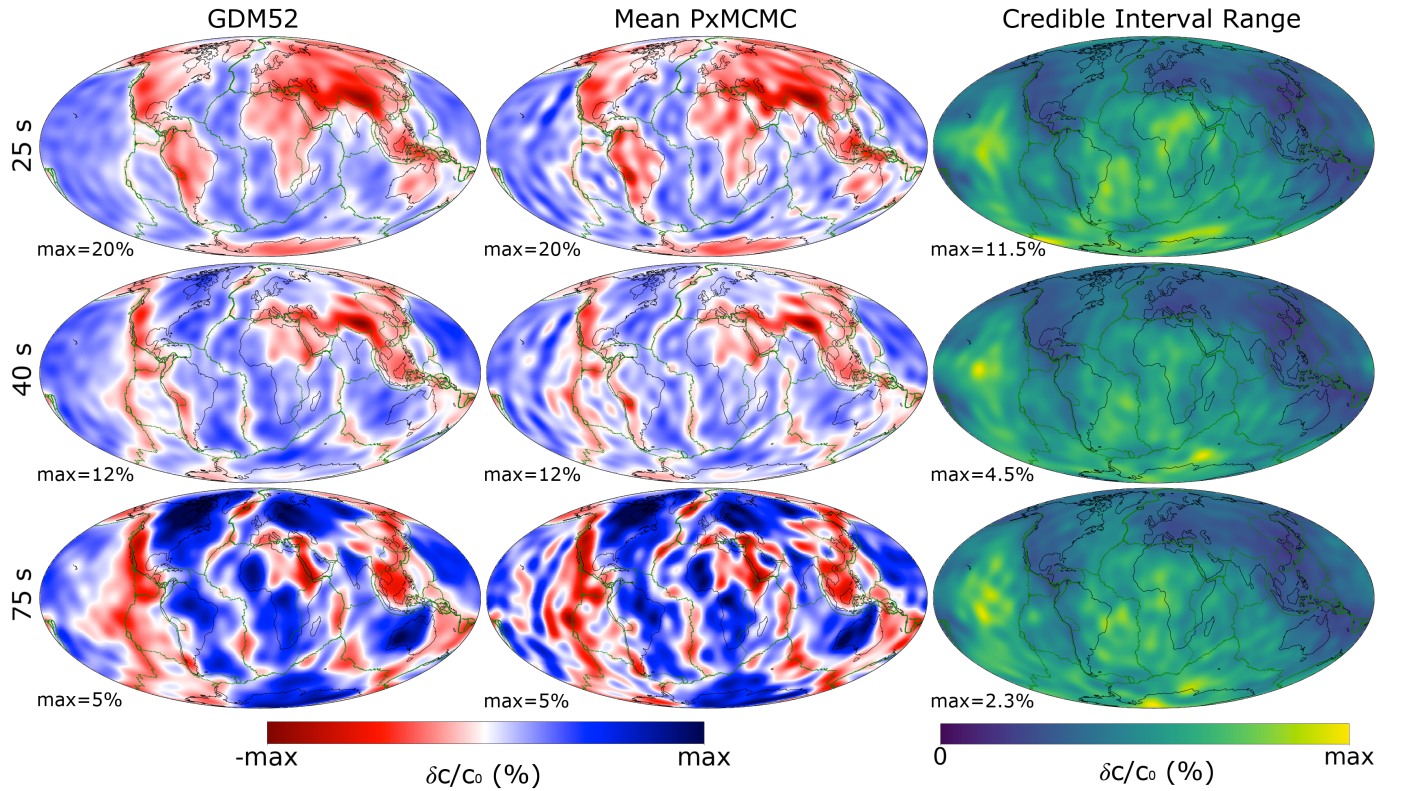 GDM52 Mean PxMCMC Credible Interval Range
25 s
max=20% max=20% max=11.5%
40 s
max=12% max=12% max=4.5%
75 s
max=5% max=5% max=2.3%
-max max 0 max
δc/c₀ (%) δc/c₀ (%)